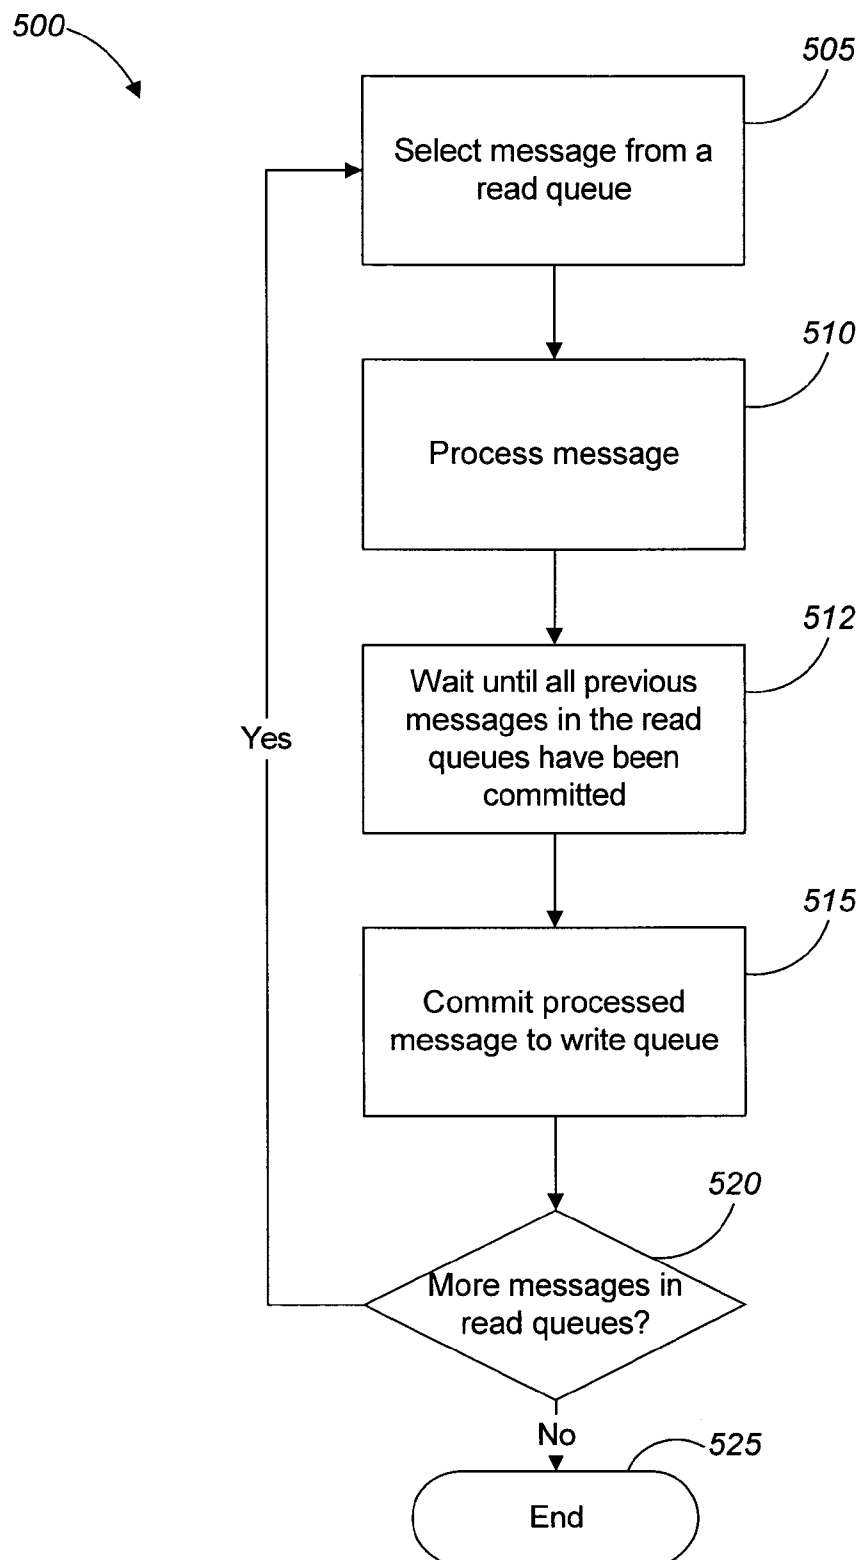 500
505
Select message from a
read queue
510
Process message
512
Wait until all previous
messages in the read
queues have been
committed
Yes
515
Commit processed
message to write queue
520
More messages in
read queues?
No
525
End